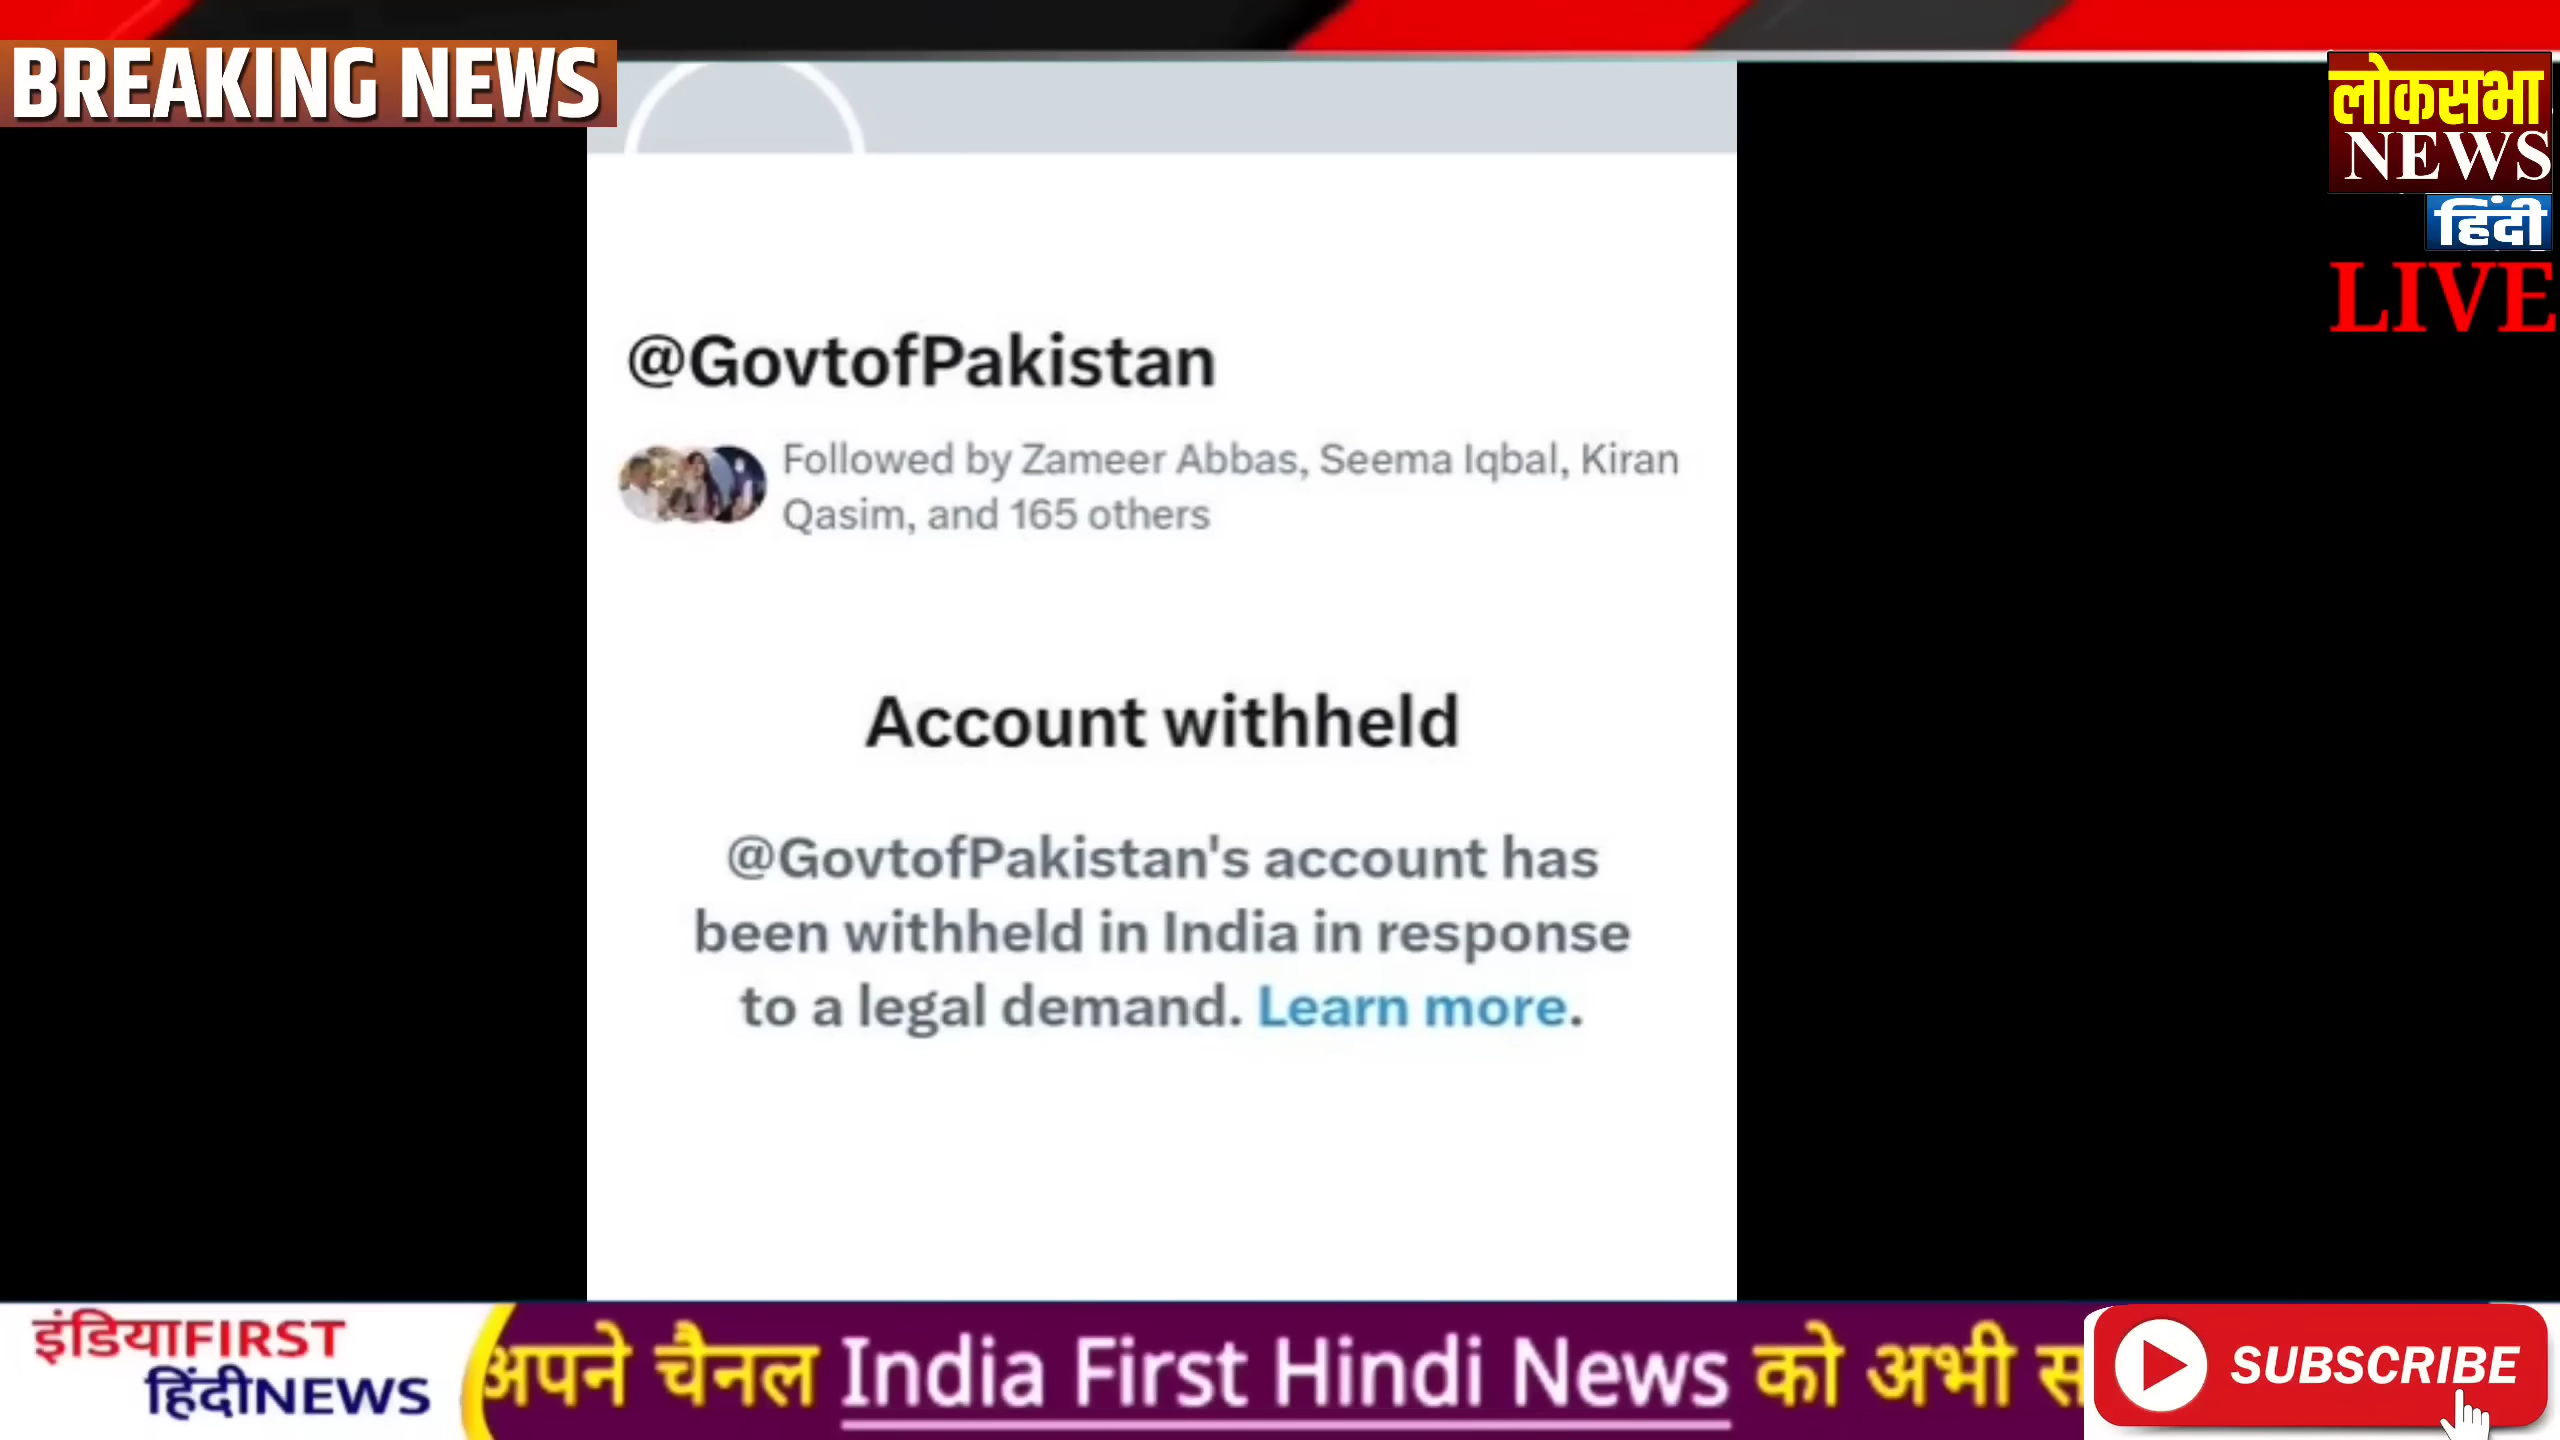 BREAKING NEWS
लोकसभा
NEWS
हिंदी
LIVE
@GovtofPakistan
Followed by Zameer Abbas, Seema Iqbal, Kiran
Qasim, and 165 others
Account withheld
@GovtofPakistan's account has
been withheld in India in response
to a legal demand. Learn more.
इंडियाFIRST
हिंदीNEWS
अपने चैनल India First Hindi News को अभी स
SUBSCRIBE